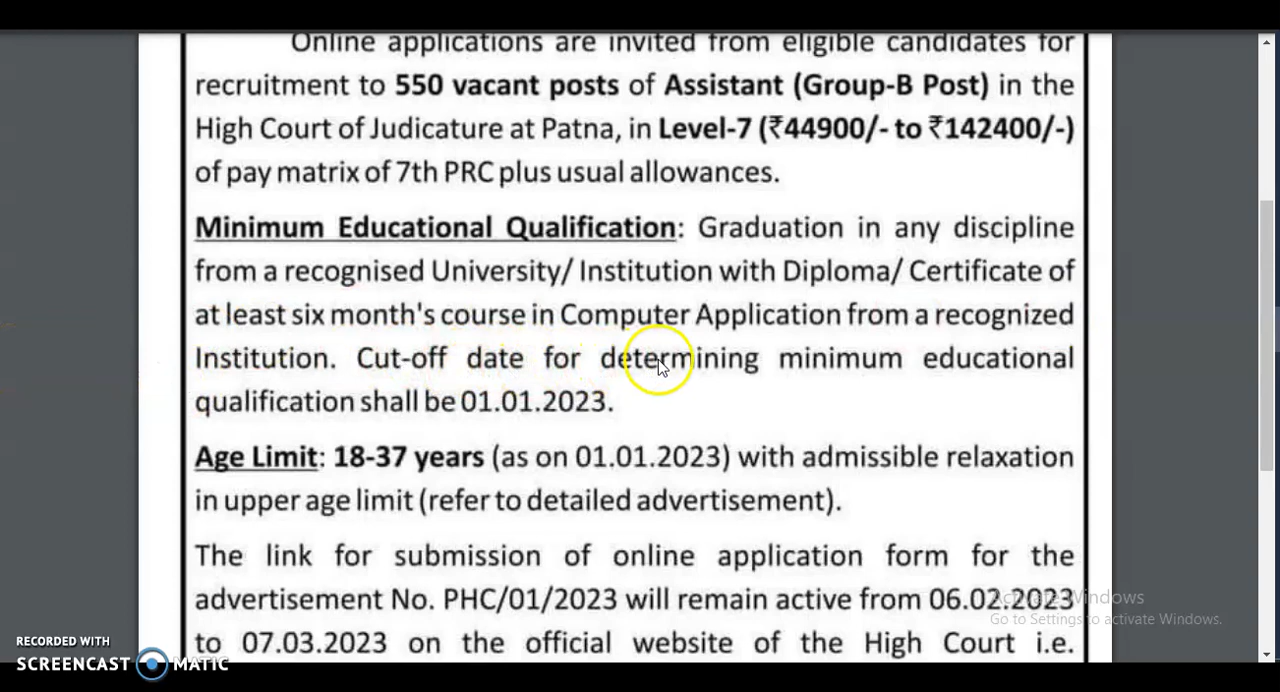 Online applications are invited from eligible candidates for
recruitment to 550 vacant posts of Assistant (Group-B Post) in the
High Court of Judicature at Patna, in Level-7 (₹44900/- to ₹142400/-)
of pay matrix of 7th PRC plus usual allowances.
Minimum Educational Qualification: Graduation in any discipline
from a recognised University/ Institution with Diploma/ Certificate of
at least six month's course in Computer Application from a recognized
Institution. Cut-off date for determining minimum educational
qualification shall be 01.01.2023.
Age Limit: 18-37 years (as on 01.01.2023) with admissible relaxation
in upper age limit (refer to detailed advertisement).
The link for submission of online application form for the
advertisement No. PHC/01/2023 will remain active from 06.02.2023
to 07.03.2023 on the official website of the High Court i.e.
Activate Windows
Go to Settings to activate Windows.
RECORDED WITH
SCREENCAST MATIC